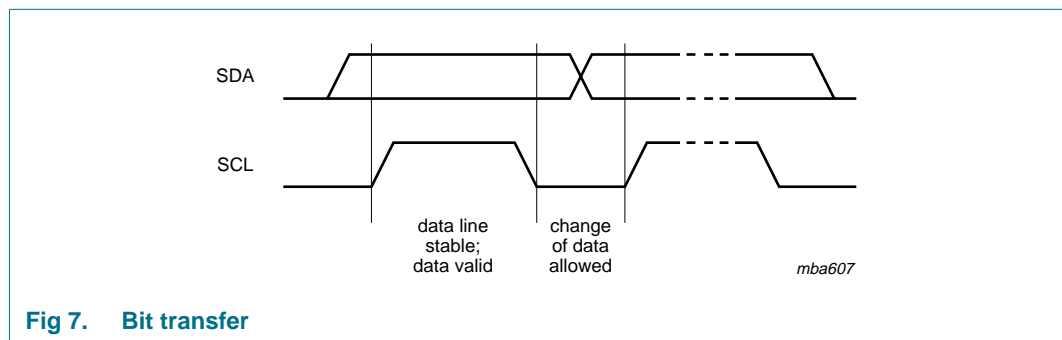 SDA
SCL
data line
stable;
data valid
change
of data
allowed
mba607
Fig 7. Bit transfer